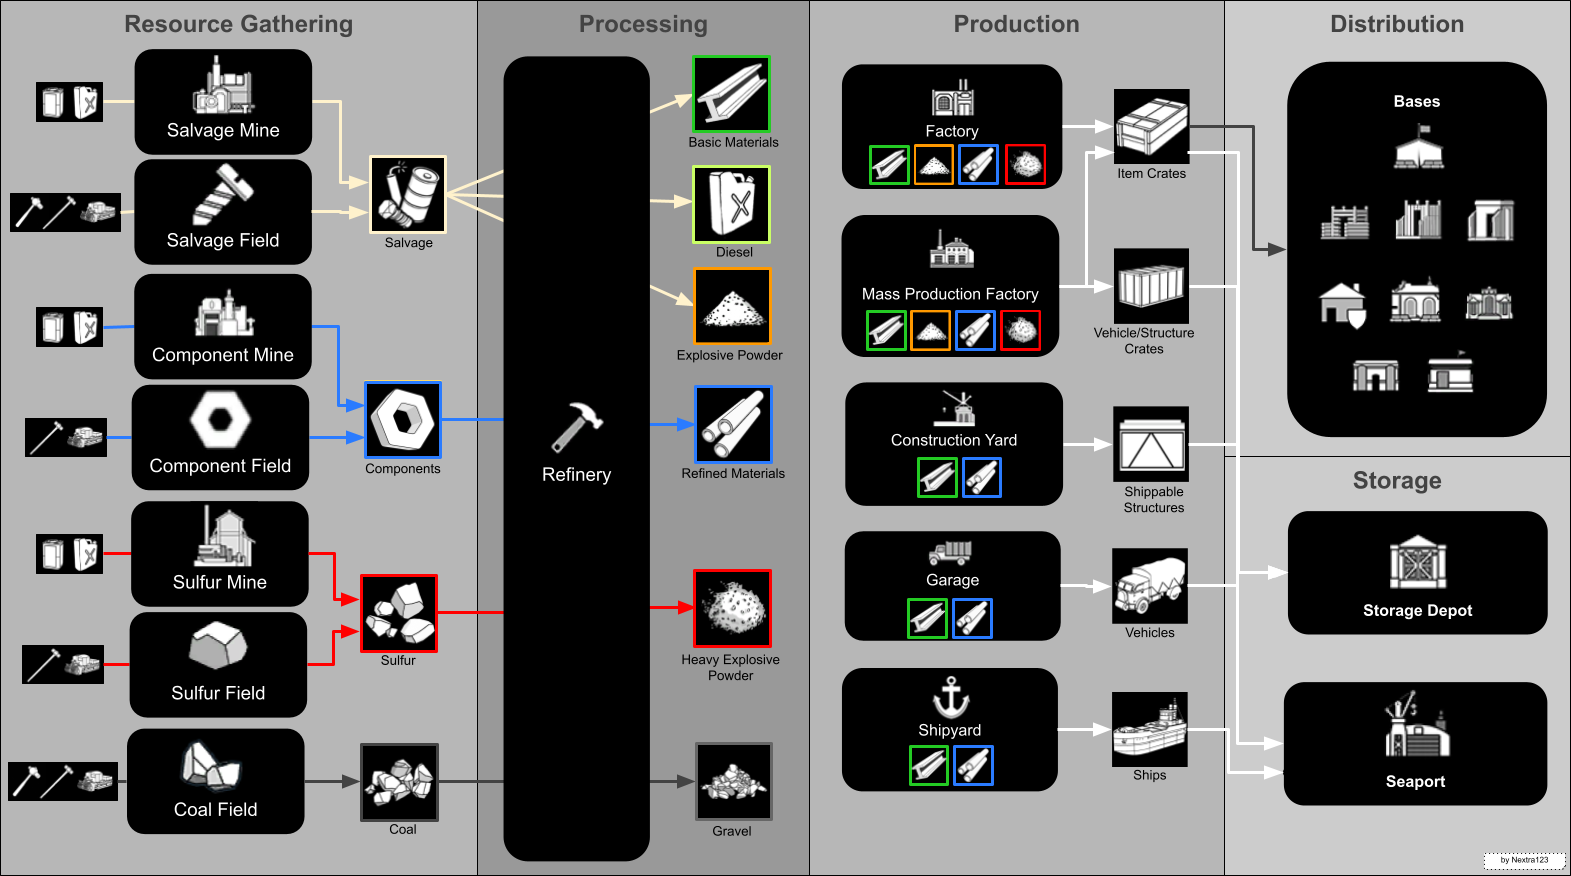 Resource Gathering
Processing
Production
Distribution
Salvage Mine
Salvage Field
Salvage
Component Mine
Component Field
Components
Sulfur Mine
Sulfur Field
Sulfur
Coal Field
Coal
Refinery
Basic Materials
Diesel
Explosive Powder
Refined Materials
Heavy Explosive
Powder
Gravel
Factory
Item Crates
Mass Production Factory
Vehicle/Structure
Crates
Construction Yard
Shippable
Structures
Garage
Vehicles
Shipyard
Ships
Bases
Storage
Storage Depot
Seaport
by Nextra123